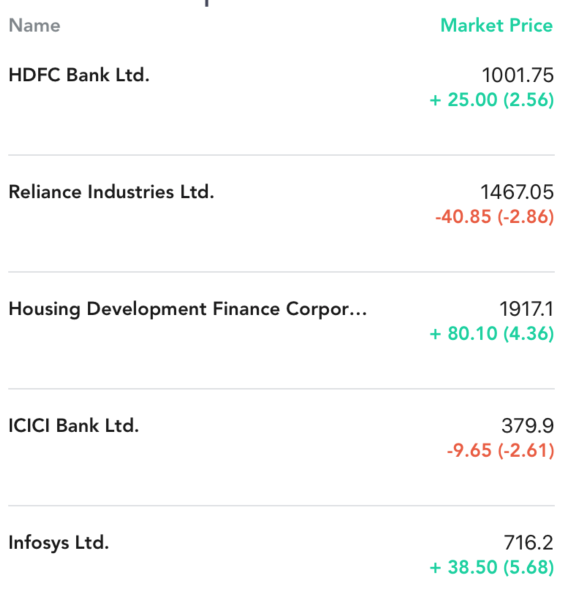 Name Market Price
HDFC Bank Ltd. 1001.75
+ 25.00 (2.56)
Reliance Industries Ltd. 1467.05
-40.85 (-2.86)
Housing Development Finance Corpor... 1917.1
+ 80.10 (4.36)
ICICI Bank Ltd. 379.9
-9.65 (-2.61)
Infosys Ltd. 716.2
+ 38.50 (5.68)